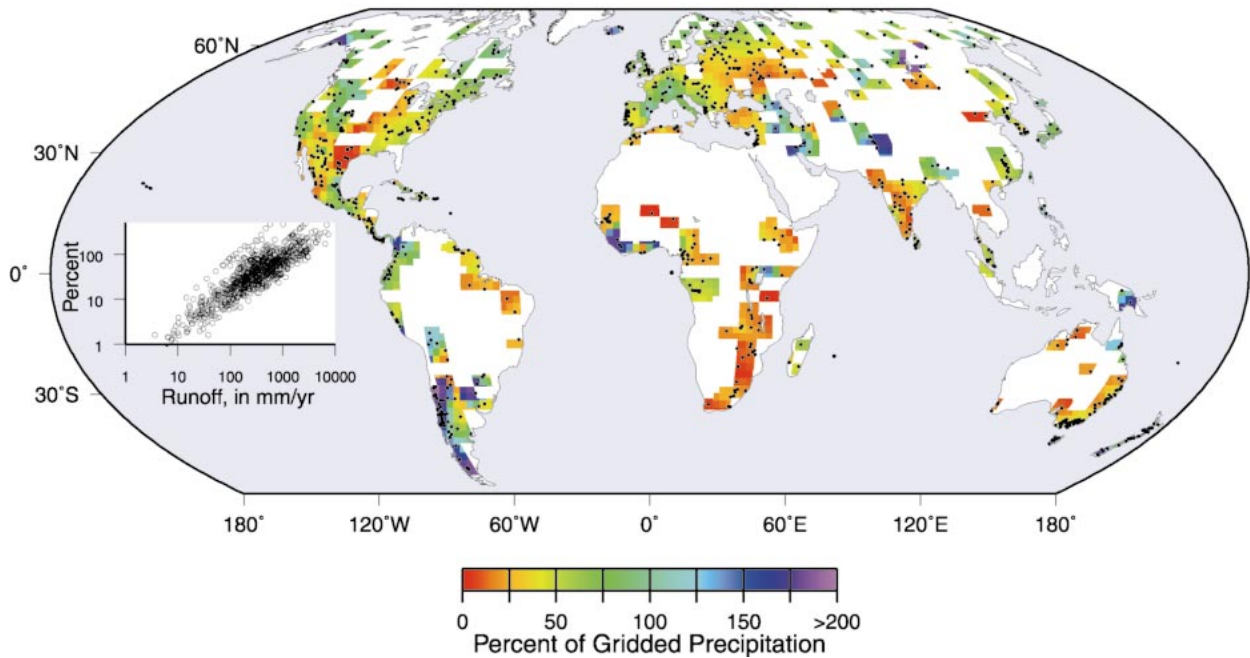 60˚N
30˚N
0˚
30˚S
Percent
100
10
1
1 10 100 1000 10000
Runoff, in mm/yr
180˚ 120˚W 60˚W 0˚ 60˚E 120˚E 180˚
0 50 100 150 >200
Percent of Gridded Precipitation